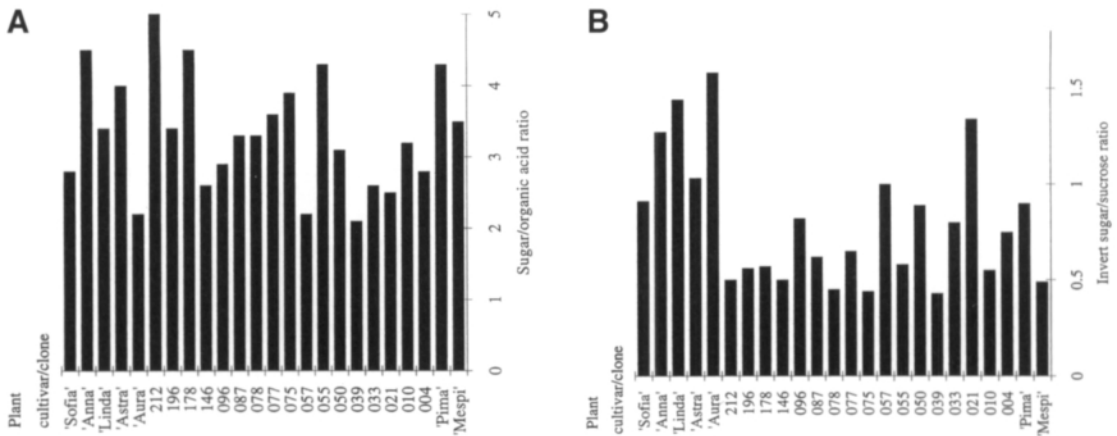 A
Plant
cultivar/clone
'Sofia'
'Anna'
'Linda'
'Astra'
'Aura'
212
196
178
146
096
087
078
077
075
057
055
050
039
033
021
010
004
'Pima'
'Mespi'
0
1
2
3
4
5
Sugar/organic acid ratio
B
Plant
cultivar/clone
'Sofia'
'Anna'
'Linda'
'Astra'
'Aura'
212
196
178
146
096
087
078
077
075
057
055
050
039
033
021
010
004
'Pima'
'Mespi'
0
0.5
1
1.5
Invert sugar/sucrose ratio